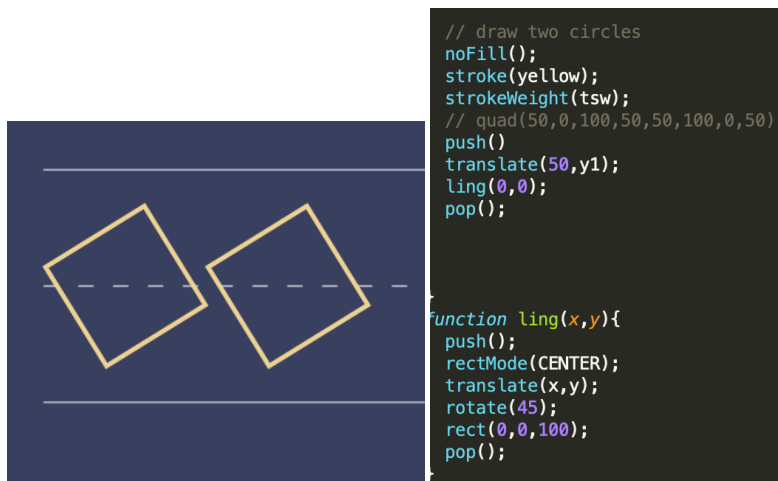 // draw two circles
noFill();
stroke(yellow);
strokeWeight(tsw);
// quad(50,0,100,50,50,100,0,50)
push()
translate(50,y1);
ling(0,0);
pop();
function ling(x,y){
push();
rectMode(CENTER);
translate(x,y);
rotate(45);
rect(0,0,100);
pop();